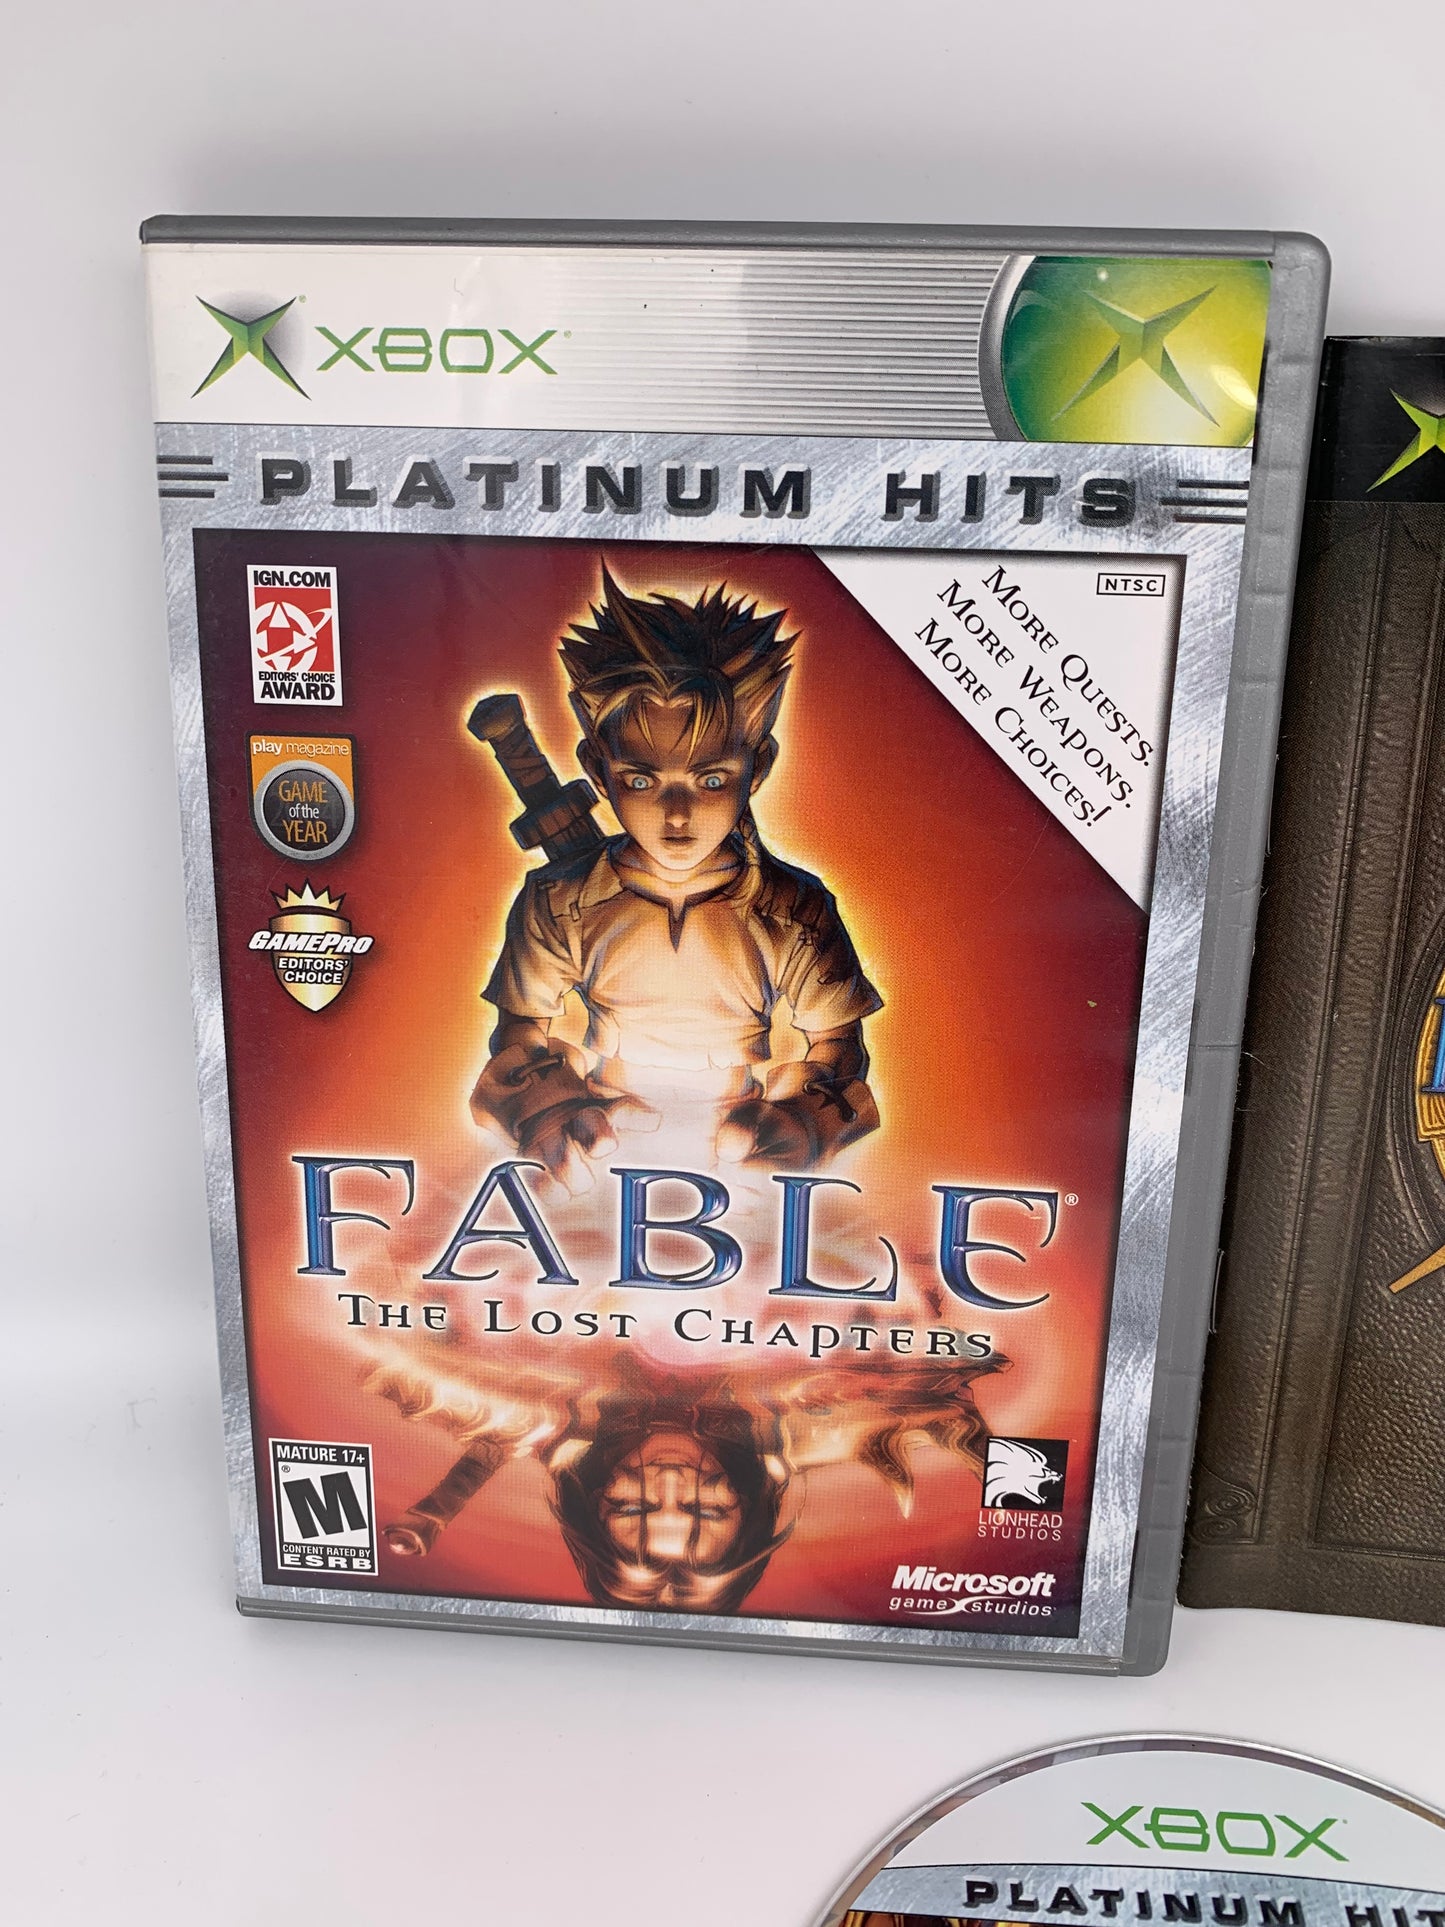 XBOX
PLATINUM HITS
IGN.COM
EDITORS' CHOICE
AWARD
play magazine
GAME
of the
YEAR
GAMEPRO
EDITORS'
CHOICE
NTSC
MORE QUESTS.
MORE WEAPONS.
MORE CHOICES!
FABLE®
THE LOST CHAPTERS
MATURE 17+
M
®
CONTENT RATED BY
ESRB
LIONHEAD
STUDIOS
Microsoft
game studios
XBOX
PLATINUM HIT